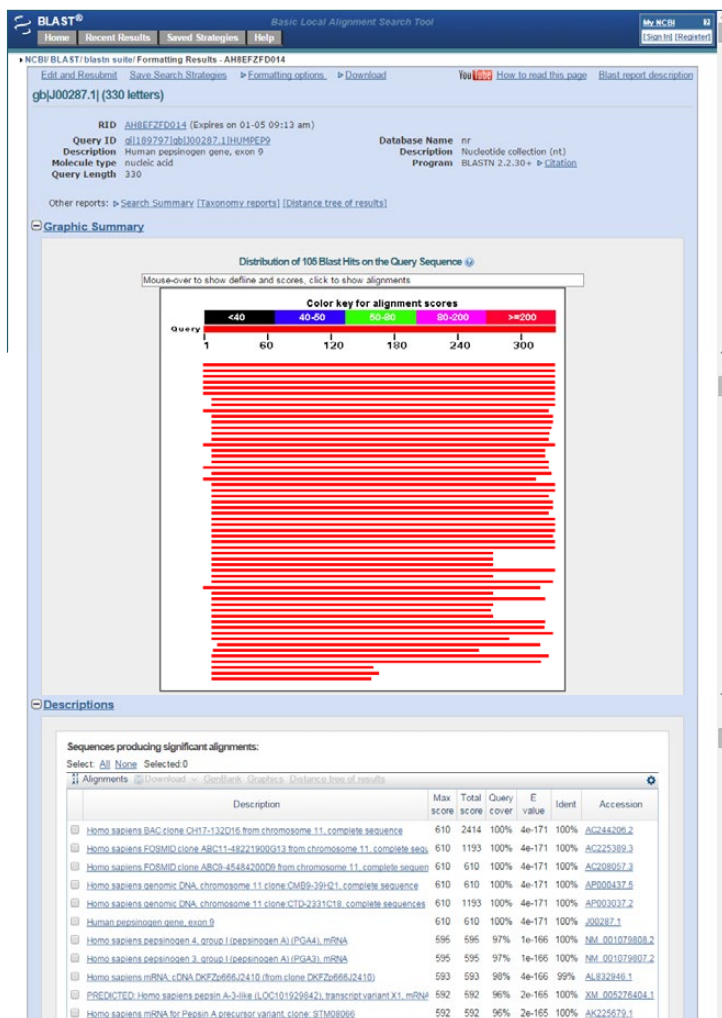 BLAST® Basic Local Alignment Search Tool My NCBI
Home Recent Results Saved Strategies Help [Sign In] [Register]
NCBI/ BLAST/ blastn suite/ Formatting Results - AH8EFZFD014
Edit and Resubmit Save Search Strategies Formatting options Download YouTube How to read this page Blast report description
gb|J00287.1| (330 letters)
RID AH8EFZFD014 (Expires on 01-05 09:13 am)
Query ID gi|189797|gb|J00287.1|HUMPEP9 Database Name nr
Description Human pepsinogen gene, exon 9 Description Nucleotide collection (nt)
Molecule type nucleic acid Program BLASTN 2.2.30+ Citation
Query Length 330
Other reports: Search Summary [Taxonomy reports] [Distance tree of results]
Graphic Summary
Distribution of 105 Blast Hits on the Query Sequence
Mouse-over to show defline and scores, click to show alignments
Color key for alignment scores
<40 40-50 50-80 80-200 >=200
Query
1 60 120 180 240 300
Descriptions
Sequences producing significant alignments:
Select: All None Selected:0
Alignments Download GenBank Graphics Distance tree of results
Description Max score Total score Query cover E value Ident Accession
Homo sapiens BAC clone CH17-132D16 from chromosome 11, complete sequence 610 2414 100% 4e-171 100% AC244206.2
Homo sapiens FOSMID clone ABC11-48221900G13 from chromosome 11, complete sequ 610 1193 100% 4e-171 100% AC225389.3
Homo sapiens FOSMID clone ABC9-45484200D9 from chromosome 11, complete sequen 610 610 100% 4e-171 100% AC208057.3
Homo sapiens genomic DNA, chromosome 11 clone:CMB9-39H21, complete sequence 610 610 100% 4e-171 100% AP000437.5
Homo sapiens genomic DNA, chromosome 11 clone:CTD-2331C18, complete sequences 610 1193 100% 4e-171 100% AP003037.2
Human pepsinogen gene, exon 9 610 610 100% 4e-171 100% J00287.1
Homo sapiens pepsinogen 4, group I (pepsinogen A) (PGA4), mRNA 595 595 97% 1e-166 100% NM_001079808.2
Homo sapiens pepsinogen 3, group I (pepsinogen A) (PGA3), mRNA 595 595 97% 1e-166 100% NM_001079807.2
Homo sapiens mRNA; cDNA DKFZp666J2410 (from clone DKFZp666J2410) 593 593 98% 4e-166 99% AL832946.1
PREDICTED: Homo sapiens pepsin A-3-like (LOC101929842), transcript variant X1, mRNA 592 592 96% 2e-165 100% XM_005276404.1
Homo sapiens mRNA for Pepsin A precursor variant, clone: STM08066 592 592 96% 2e-165 100% AK225679.1